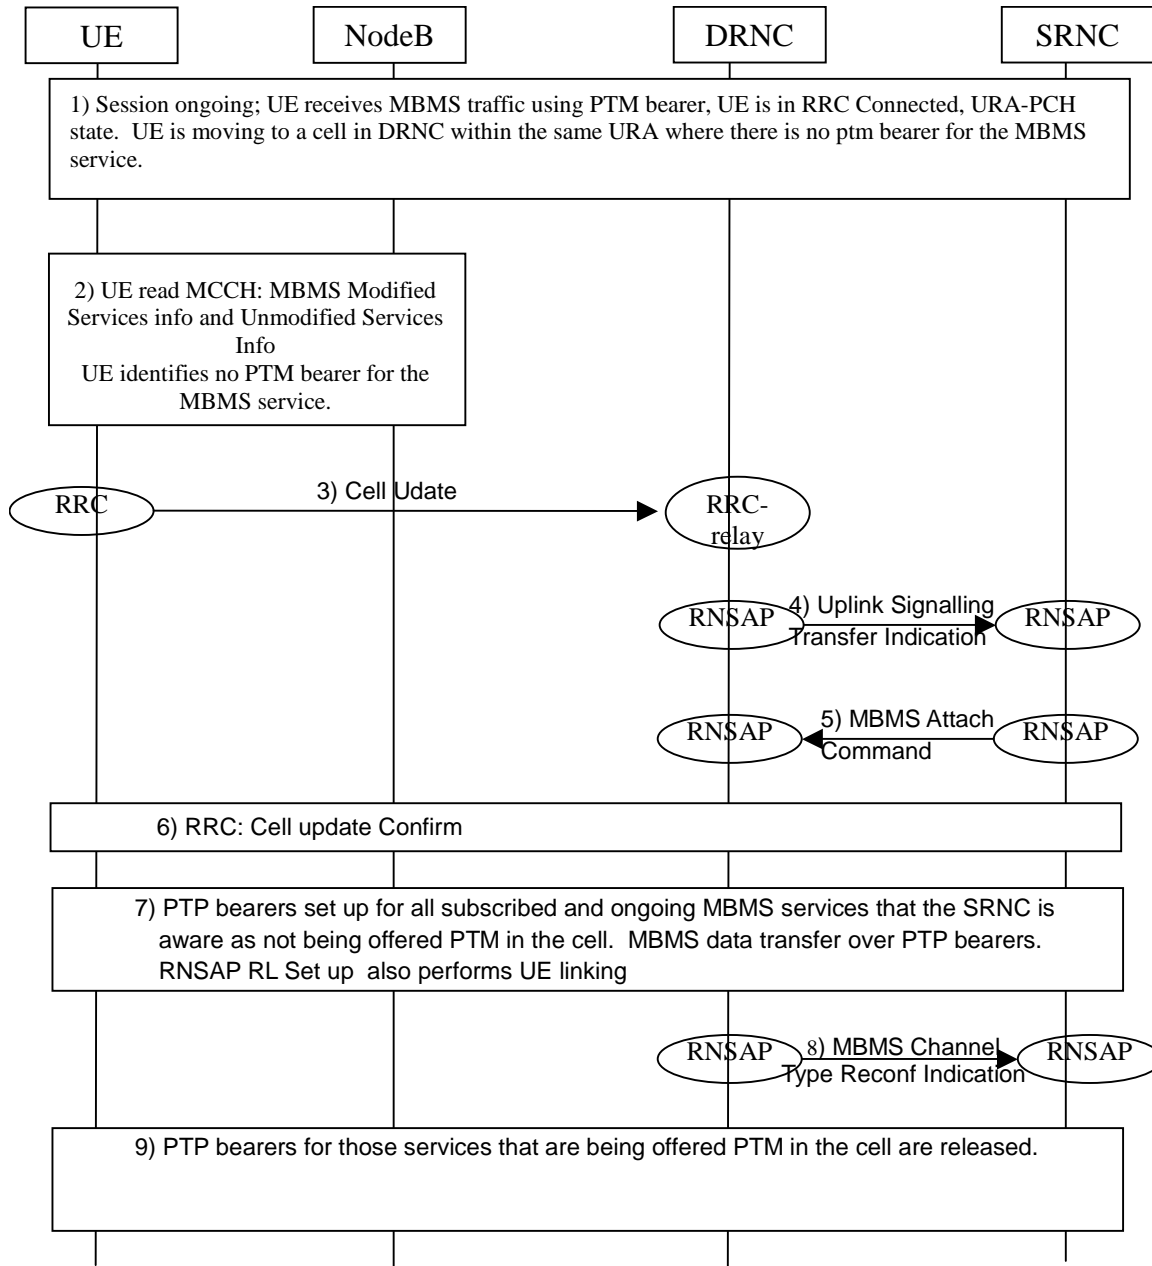 UE NodeB DRNC SRNC
1) Session ongoing; UE receives MBMS traffic using PTM bearer, UE is in RRC Connected, URA-PCH
state. UE is moving to a cell in DRNC within the same URA where there is no ptm bearer for the MBMS
service.
2) UE read MCCH: MBMS Modified
Services info and Unmodified Services
Info
UE identifies no PTM bearer for the
MBMS service.
RRC
3) Cell Udate
RRC-
relay
RNSAP
4) Uplink Signalling
Transfer Indication
RNSAP
RNSAP
5) MBMS Attach
Command
RNSAP
6) RRC: Cell update Confirm
7) PTP bearers set up for all subscribed and ongoing MBMS services that the SRNC is
aware as not being offered PTM in the cell. MBMS data transfer over PTP bearers.
RNSAP RL Set up also performs UE linking
RNSAP
8) MBMS Channel
Type Reconf Indication
RNSAP
9) PTP bearers for those services that are being offered PTM in the cell are released.